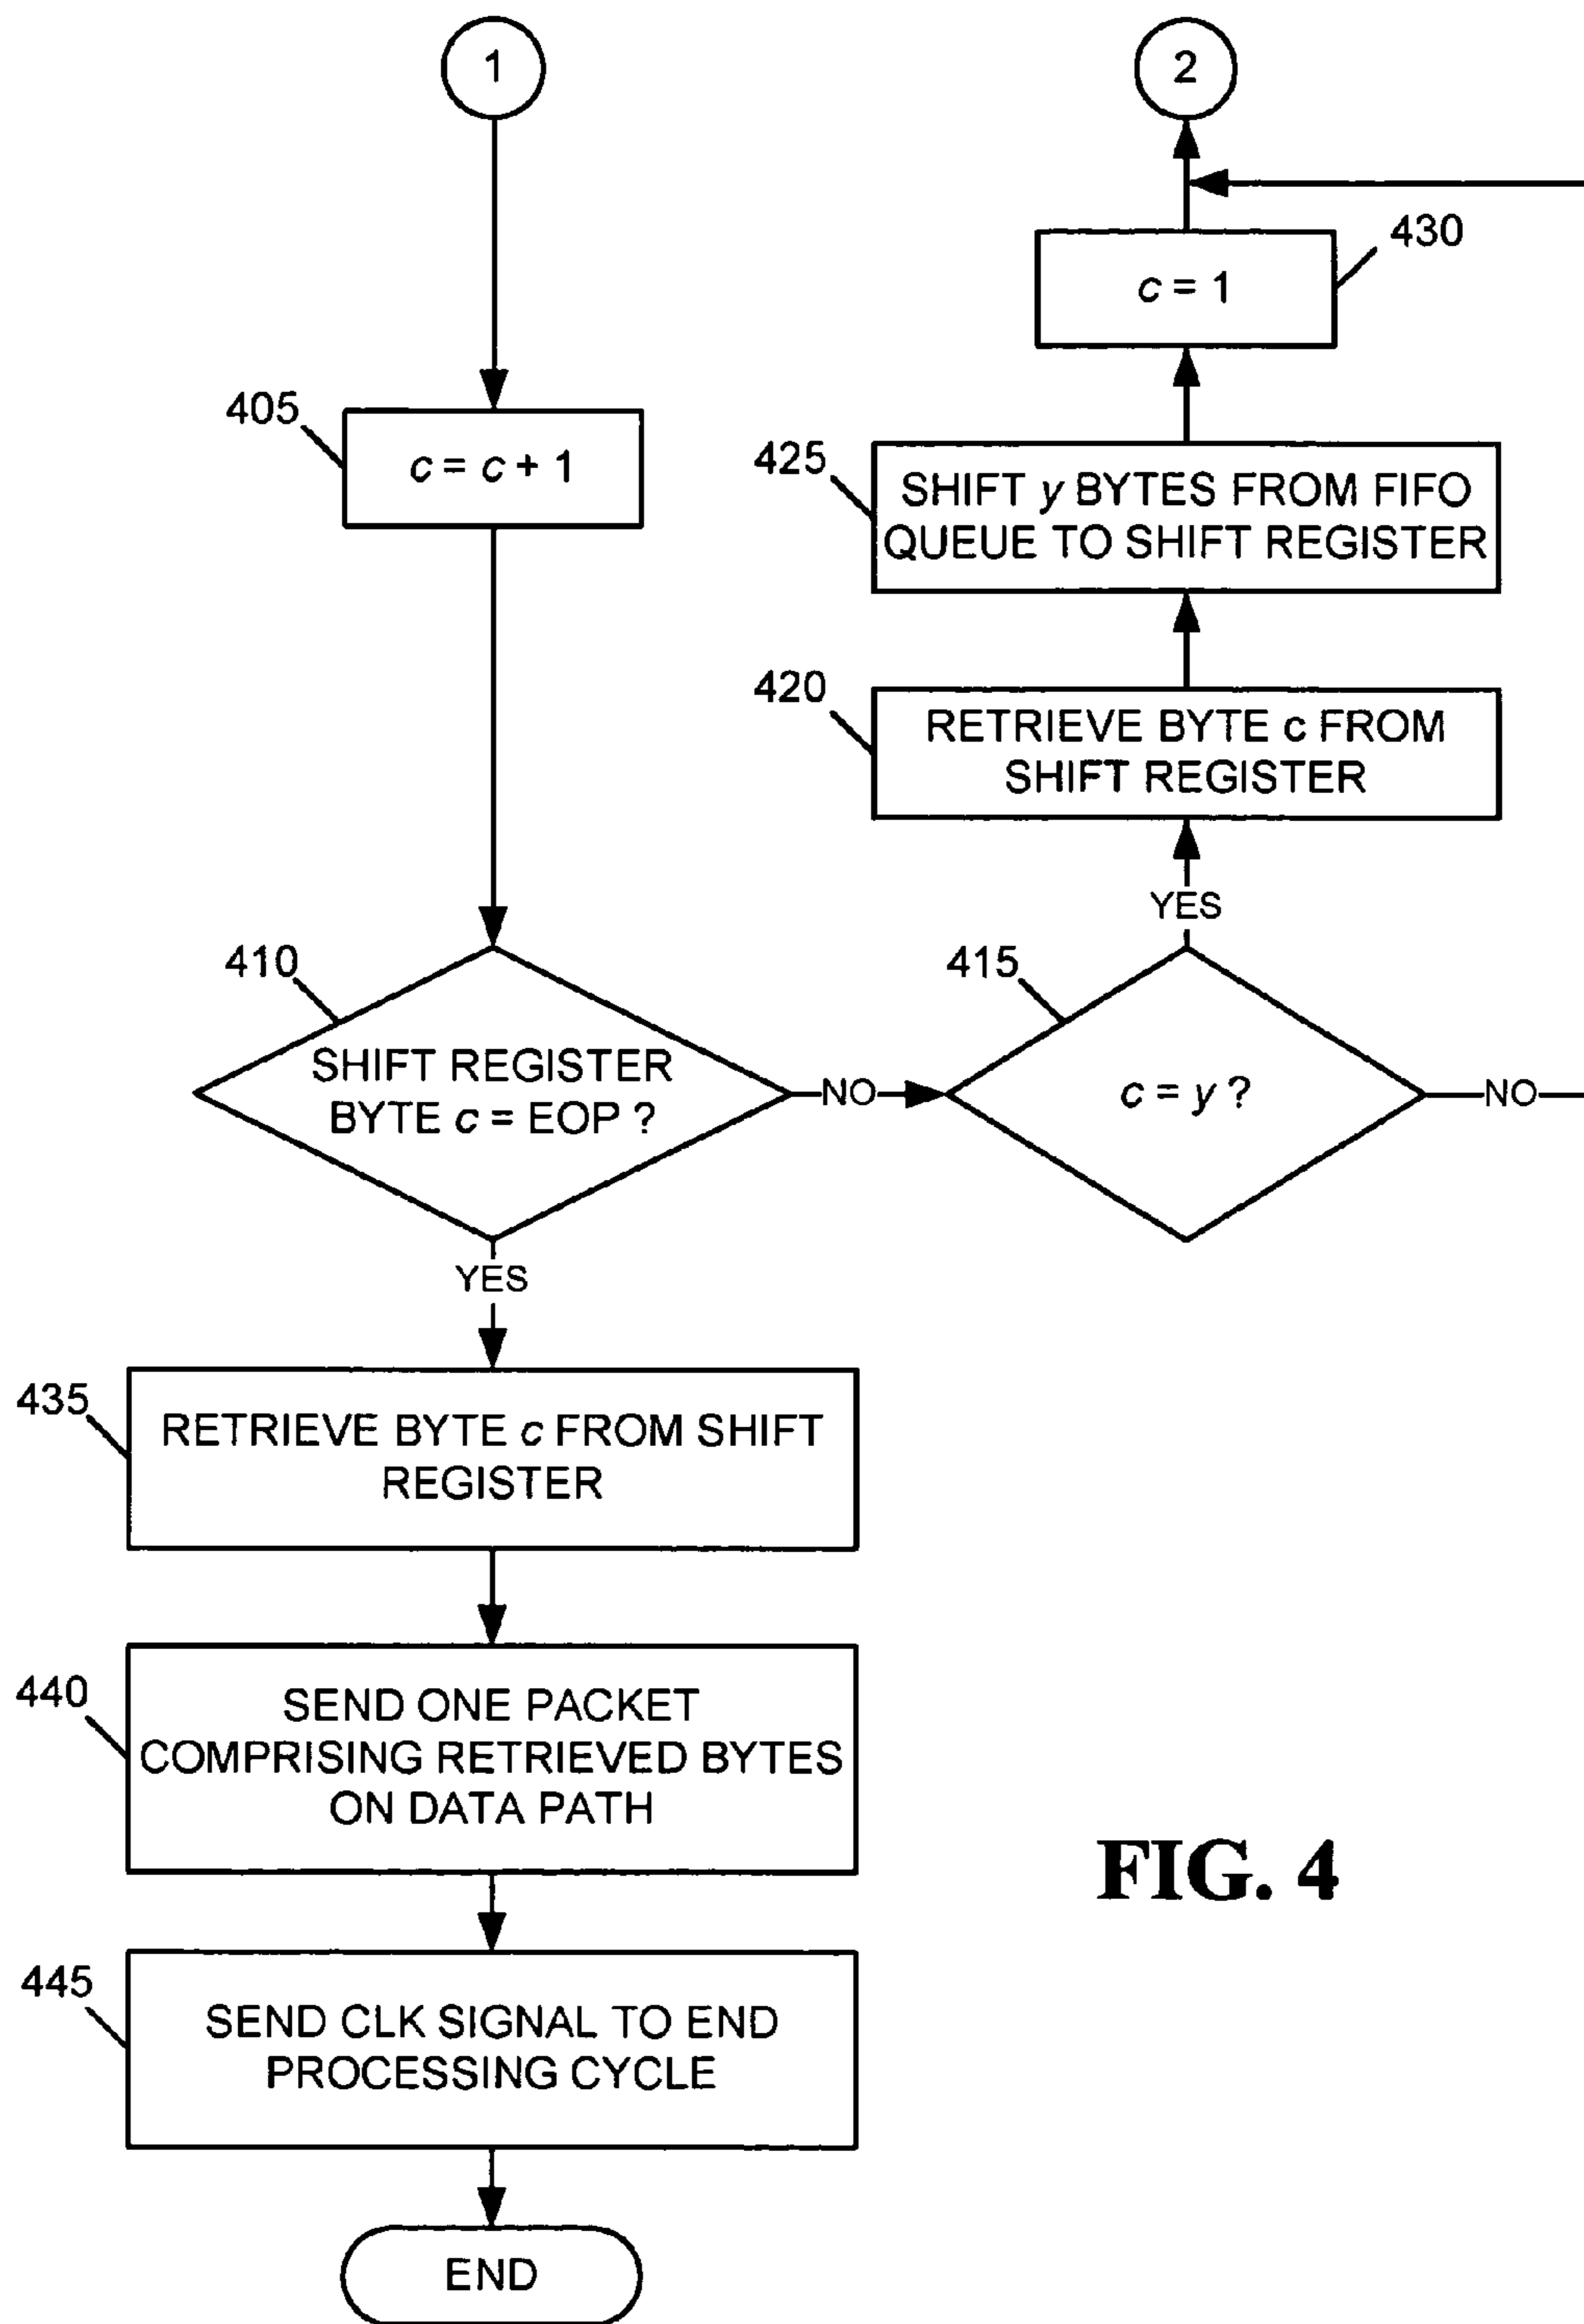 1
2
430
c = 1
405
c = c + 1
425
SHIFT y BYTES FROM FIFO
QUEUE TO SHIFT REGISTER
420
RETRIEVE BYTE c FROM
SHIFT REGISTER
YES
410
SHIFT REGISTER
BYTE c = EOP ?
NO
415
c = y ?
NO
YES
435
RETRIEVE BYTE c FROM SHIFT
REGISTER
440
SEND ONE PACKET
COMPRISING RETRIEVED BYTES
ON DATA PATH
FIG. 4
445
SEND CLK SIGNAL TO END
PROCESSING CYCLE
END